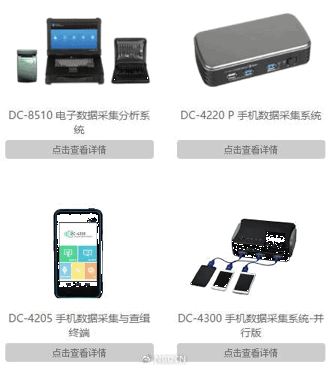 DC-8510 电子数据采集分析系
统
DC-4220 P 手机数据采集系统
点击查看详情
点击查看详情
DC-4205
DC-4205 手机数据采集与查缉
终端
DC-4300 手机数据采集系统-并
行版
点击查看详情
点击查看详情